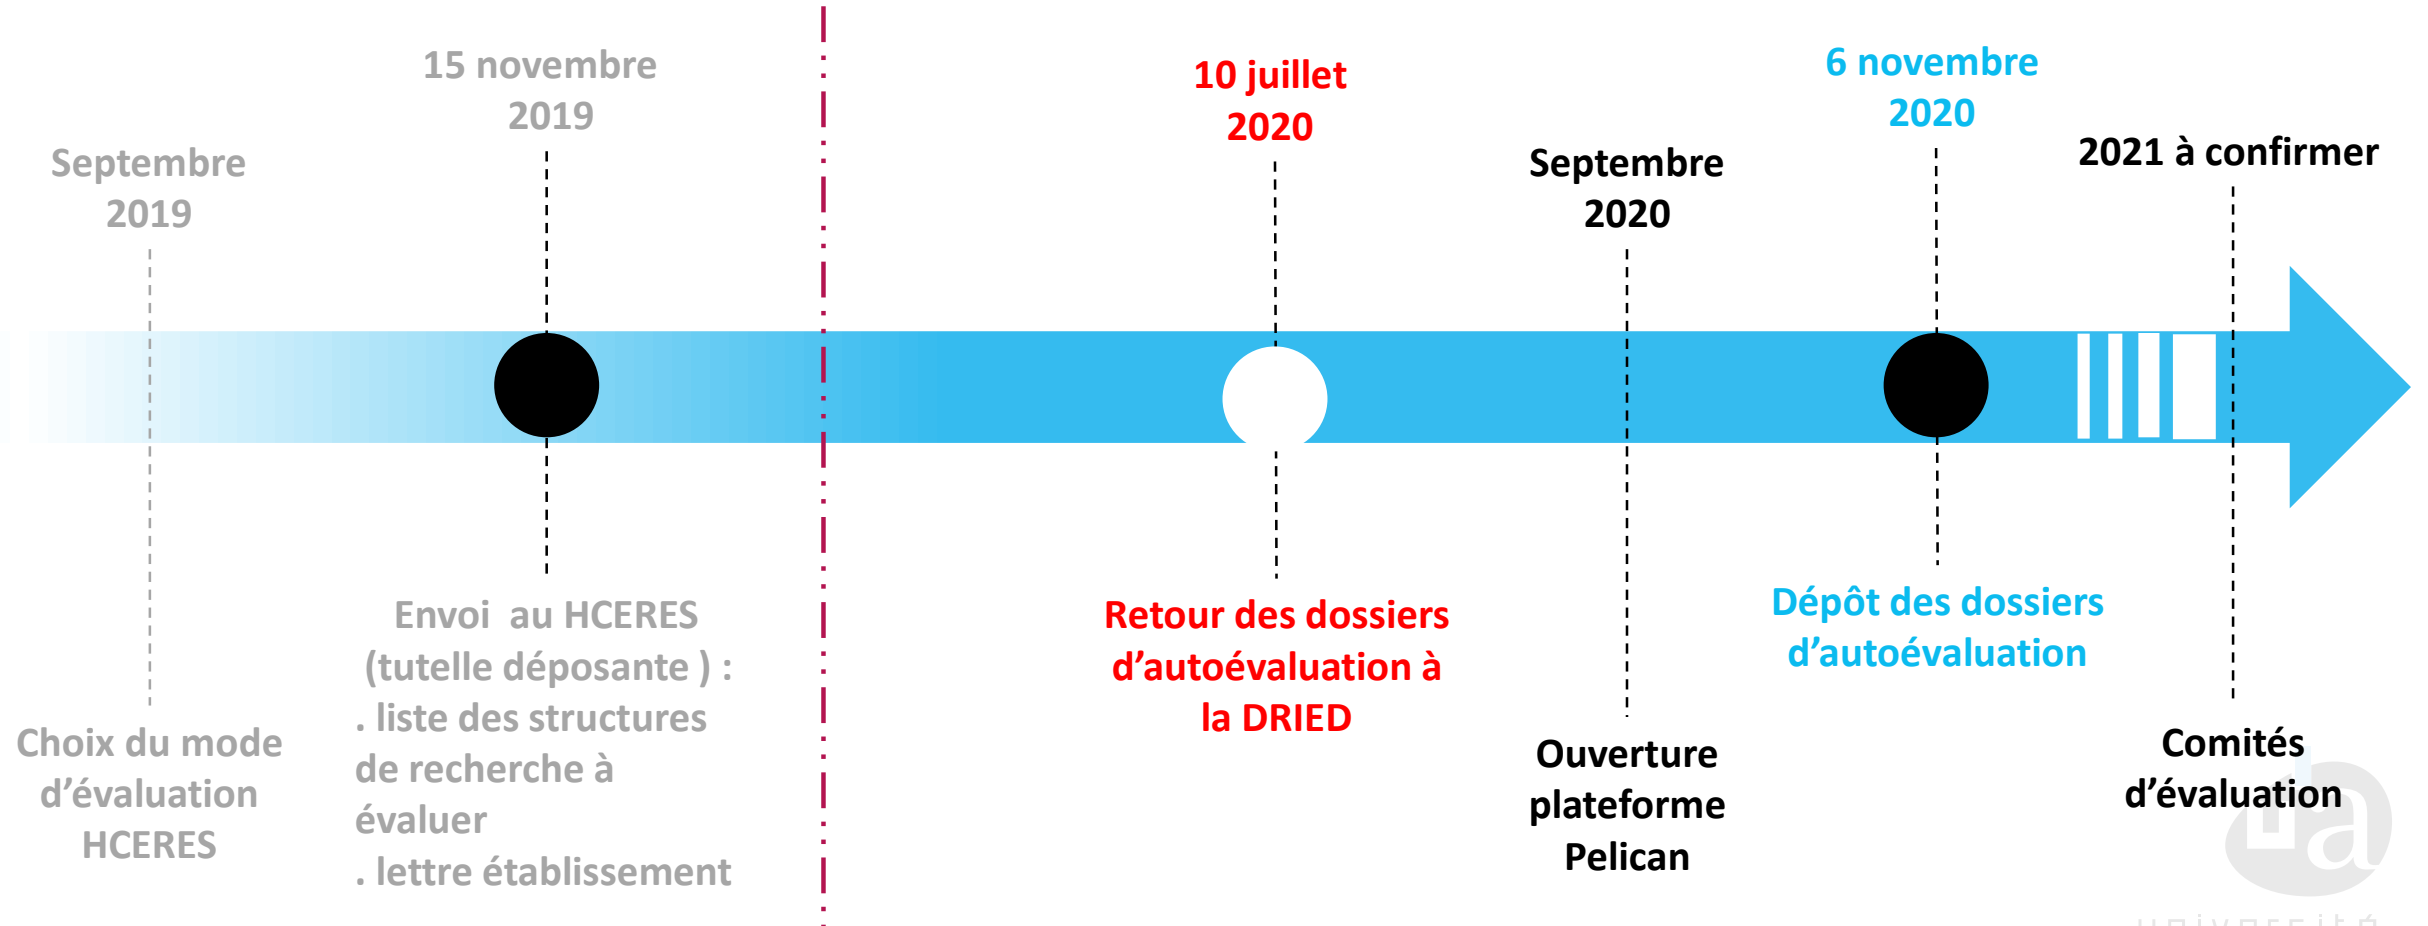 Septembre
2019
Choix du mode
d’évaluation
HCERES
15 novembre
2019
Envoi  au HCERES
(tutelle déposante ) :
. liste des structures
de recherche à
évaluer
. lettre établissement
10 juillet
2020
Retour des dossiers
d’autoévaluation à
la DRIED
Septembre
2020
Ouverture
plateforme
Pelican
6 novembre
2020
Dépôt des dossiers
d’autoévaluation
2021 à confirmer
Comités
d’évaluation
université